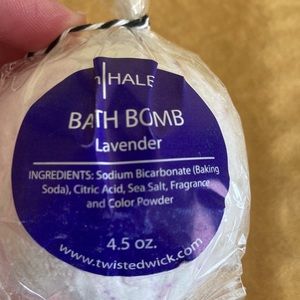 HALE
BATH BOMB
Lavender
INGREDIENTS: Sodium Bicarbonate (Baking
Soda), Citric Acid, Sea Salt, Fragrance
and Color Powder
4.5 oz.
www.twistedwick.com